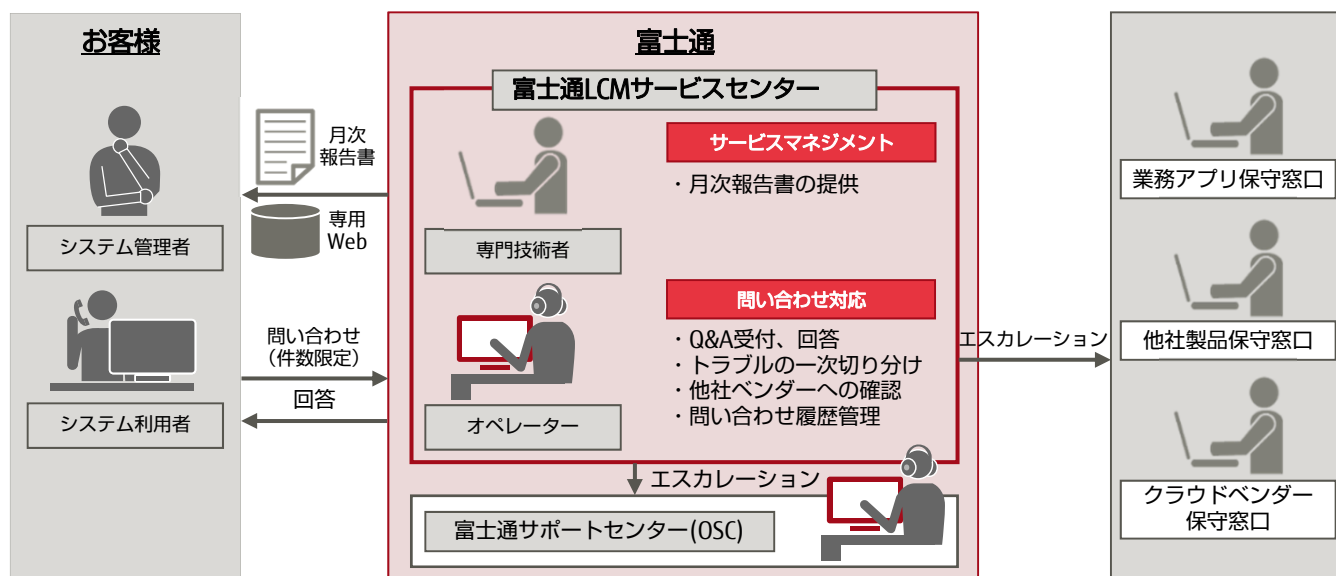 お客様
システム管理者
システム利用者
月次
報告書
専用
Web
問い合わせ
（件数限定）
回答
富士通
富士通LCMサービスセンター
専門技術者
サービスマネジメント
・月次報告書の提供
オペレーター
問い合わせ対応
・Q&A受付、回答
・トラブルの一次切り分け
・他社ベンダーへの確認
・問い合わせ履歴管理
エスカレーション
富士通サポートセンター(OSC)
エスカレーション
業務アプリ保守窓口
他社製品保守窓口
クラウドベンダー
保守窓口